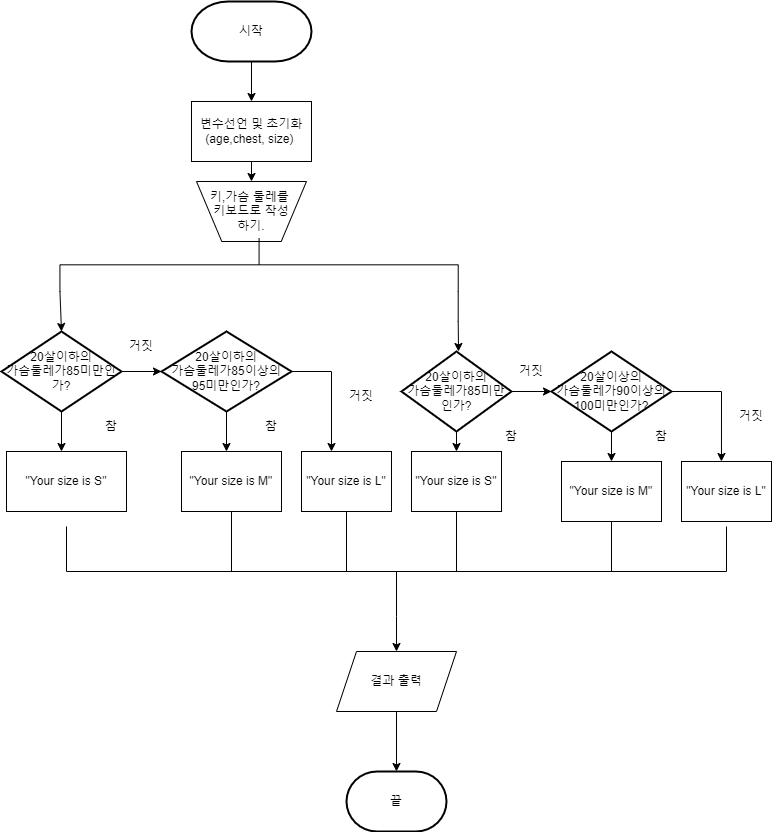 시작
변수선언 및 초기화
(age,chest, size)
키,가슴 둘레를
키보드로 작성
하기.
20살이하의
가슴둘레가85미만인
가?
거짓
20살이하의
가슴둘레가85이상의
95미만인가?
거짓
참
참
"Your size is S"
"Your size is M"
"Your size is L"
20살이하의
가슴둘레가85미만
인가?
거짓
20살이상의
가슴둘레가90이상의
100미만인가?
거짓
참
참
"Your size is S"
"Your size is M"
"Your size is L"
결과 출력
끝